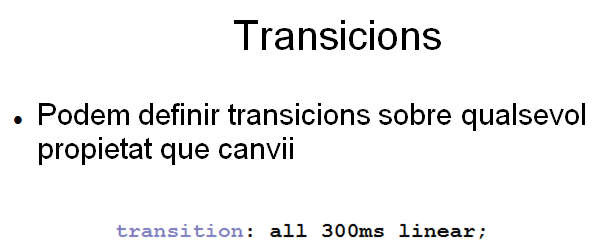 Transicions
• Podem definir transicions sobre qualsevol
propietat que canvii
transition: all 300ms linear;